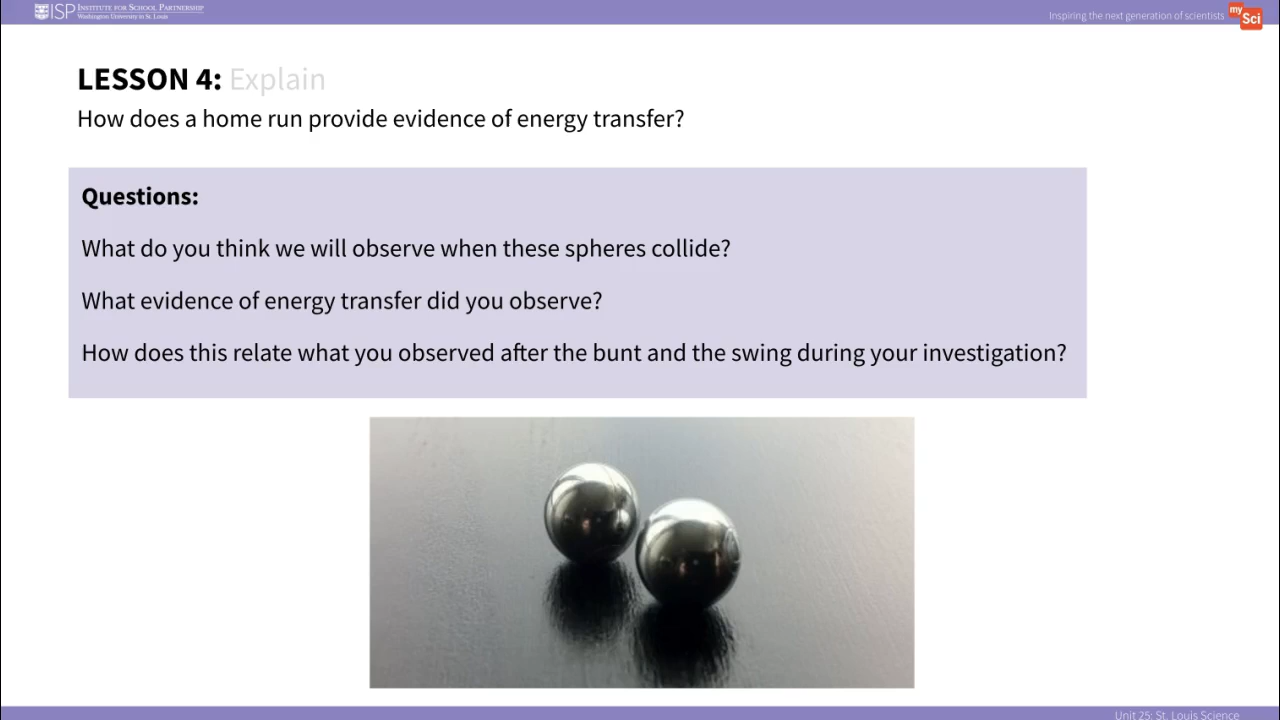 ISP INSTITUTE FOR SCHOOL PARTNERSHIP
Washington University in St. Louis
Inspiring the next generation of scientists
my
Sci
LESSON 4: Explain
How does a home run provide evidence of energy transfer?
Questions:
What do you think we will observe when these spheres collide?
What evidence of energy transfer did you observe?
How does this relate what you observed after the bunt and the swing during your investigation?
Unit 25: St. Louis Science